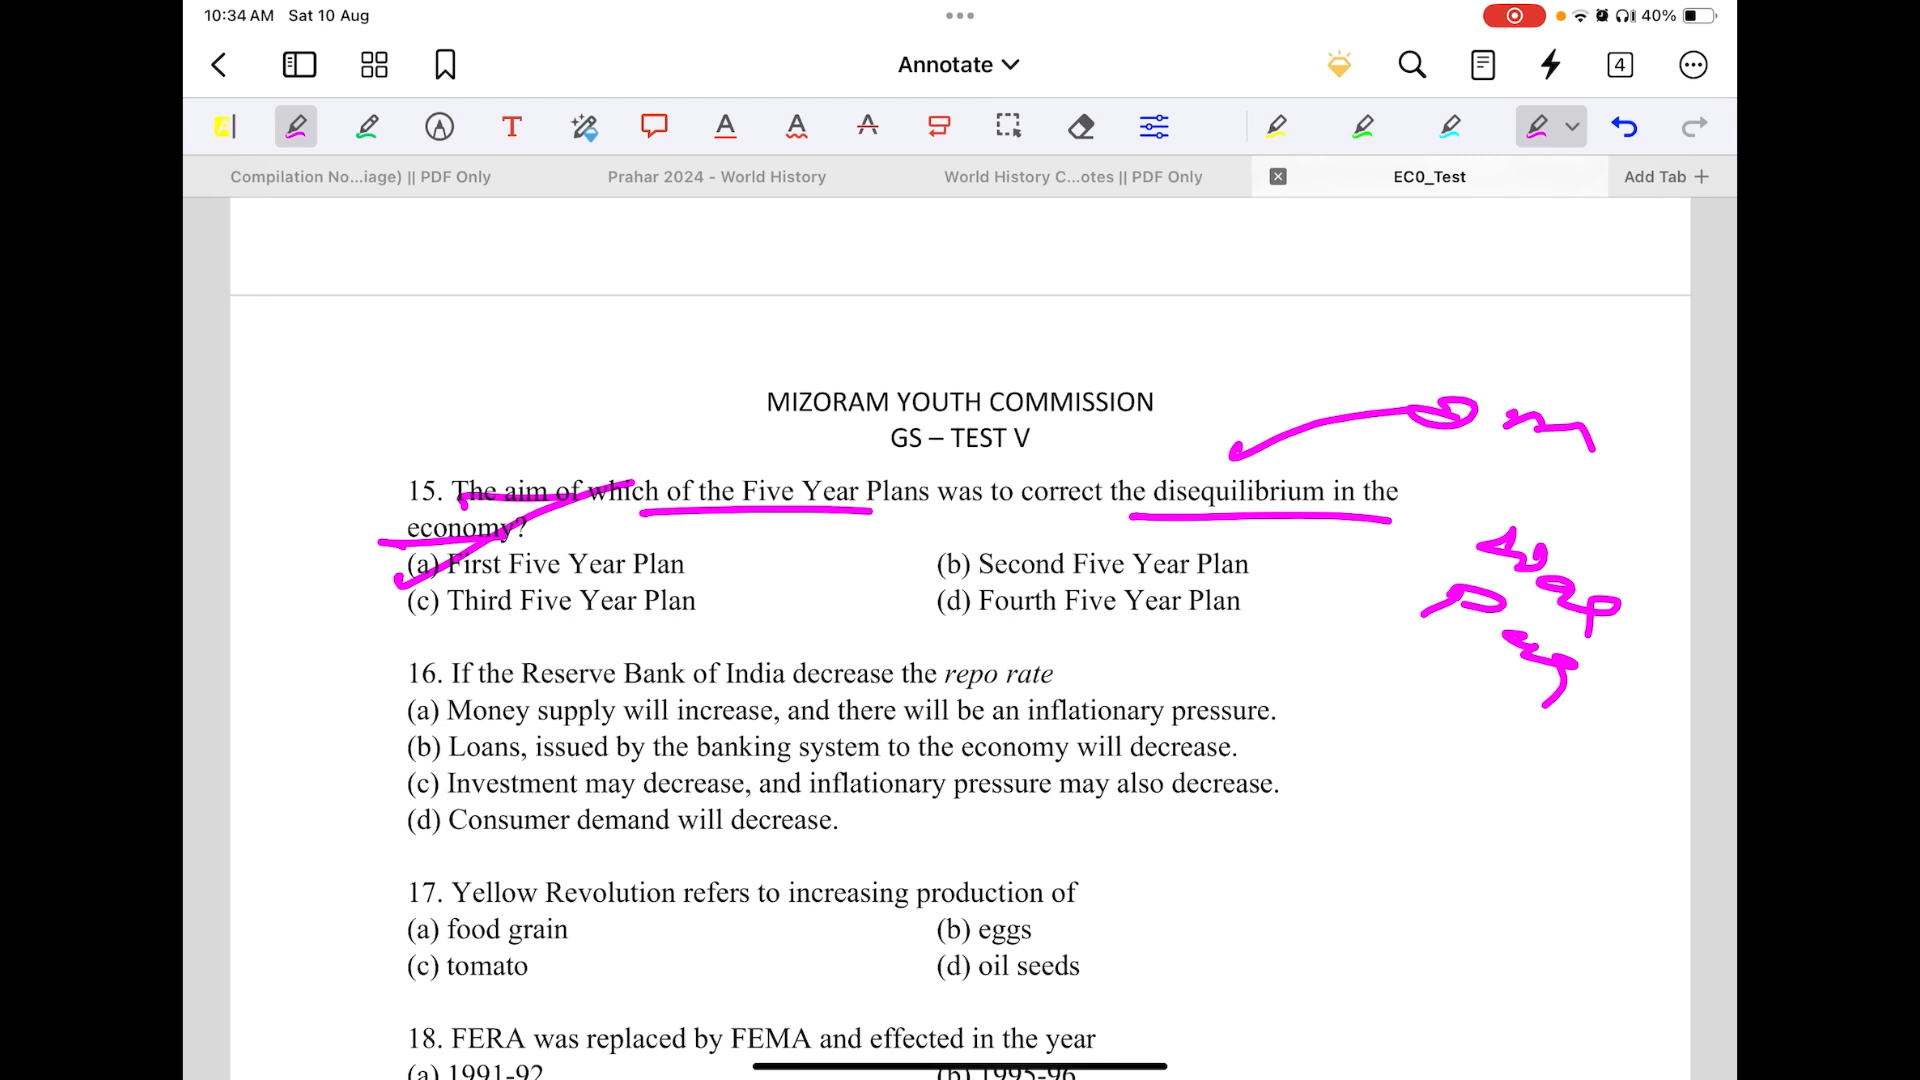 10:34 AM Sat 10 Aug
40%
Annotate
4
T A A A
Compilation No...iage) || PDF Only
Prahar 2024 - World History
World History C...otes || PDF Only
EC0_Test
Add Tab +
MIZORAM YOUTH COMMISSION
GS – TEST V
15. The aim of which of the Five Year Plans was to correct the disequilibrium in the
economy?
(a) First Five Year Plan (b) Second Five Year Plan
(c) Third Five Year Plan (d) Fourth Five Year Plan
16. If the Reserve Bank of India decrease the repo rate
(a) Money supply will increase, and there will be an inflationary pressure.
(b) Loans, issued by the banking system to the economy will decrease.
(c) Investment may decrease, and inflationary pressure may also decrease.
(d) Consumer demand will decrease.
17. Yellow Revolution refers to increasing production of
(a) food grain (b) eggs
(c) tomato (d) oil seeds
18. FERA was replaced by FEMA and effected in the year
(a) 1991-92 (b) 1995-96